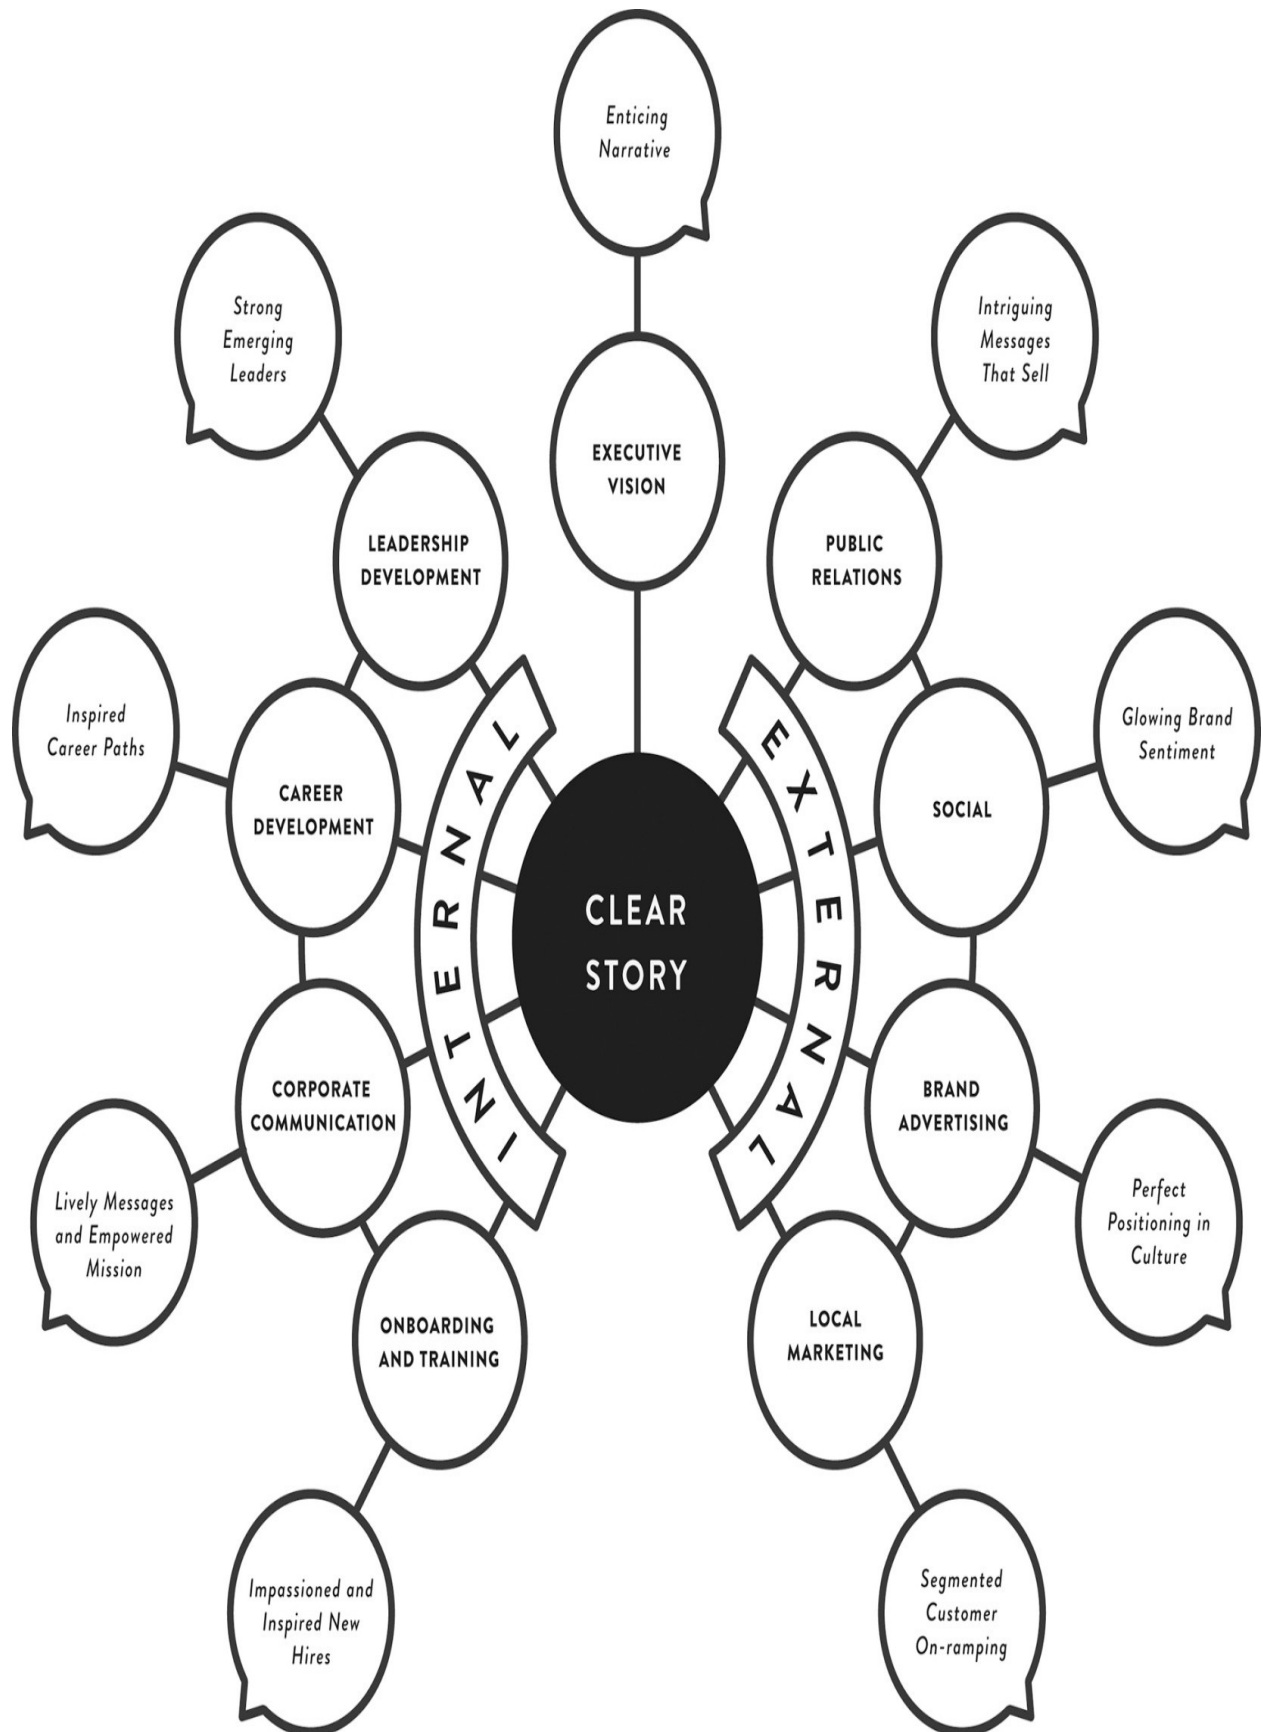 Enticing
Narrative
Strong
Emerging
Leaders
Intriguing
Messages
That Sell
EXECUTIVE
VISION
LEADERSHIP
DEVELOPMENT
PUBLIC
RELATIONS
Inspired
Career Paths
Glowing Brand
Sentiment
CAREER
DEVELOPMENT
SOCIAL
INTERNAL
CLEAR
STORY
EXTERNAL
CORPORATE
COMMUNICATION
BRAND
ADVERTISING
Lively Messages
and Empowered
Mission
Perfect
Positioning in
Culture
ONBOARDING
AND TRAINING
LOCAL
MARKETING
Impassioned and
Inspired New
Hires
Segmented
Customer
On-ramping